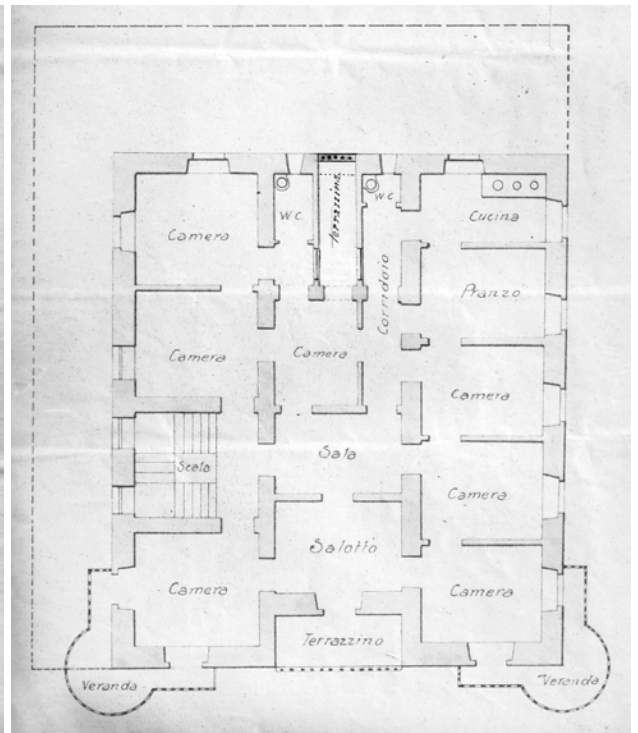 W.C.
Terrazzino
W.C.
Cucina
Camera
Corridoio
Pranzo
Camera
Camera
Camera
Sala
Scala
Camera
Salotto
Camera
Camera
Terrazzino
Veranda
Veranda